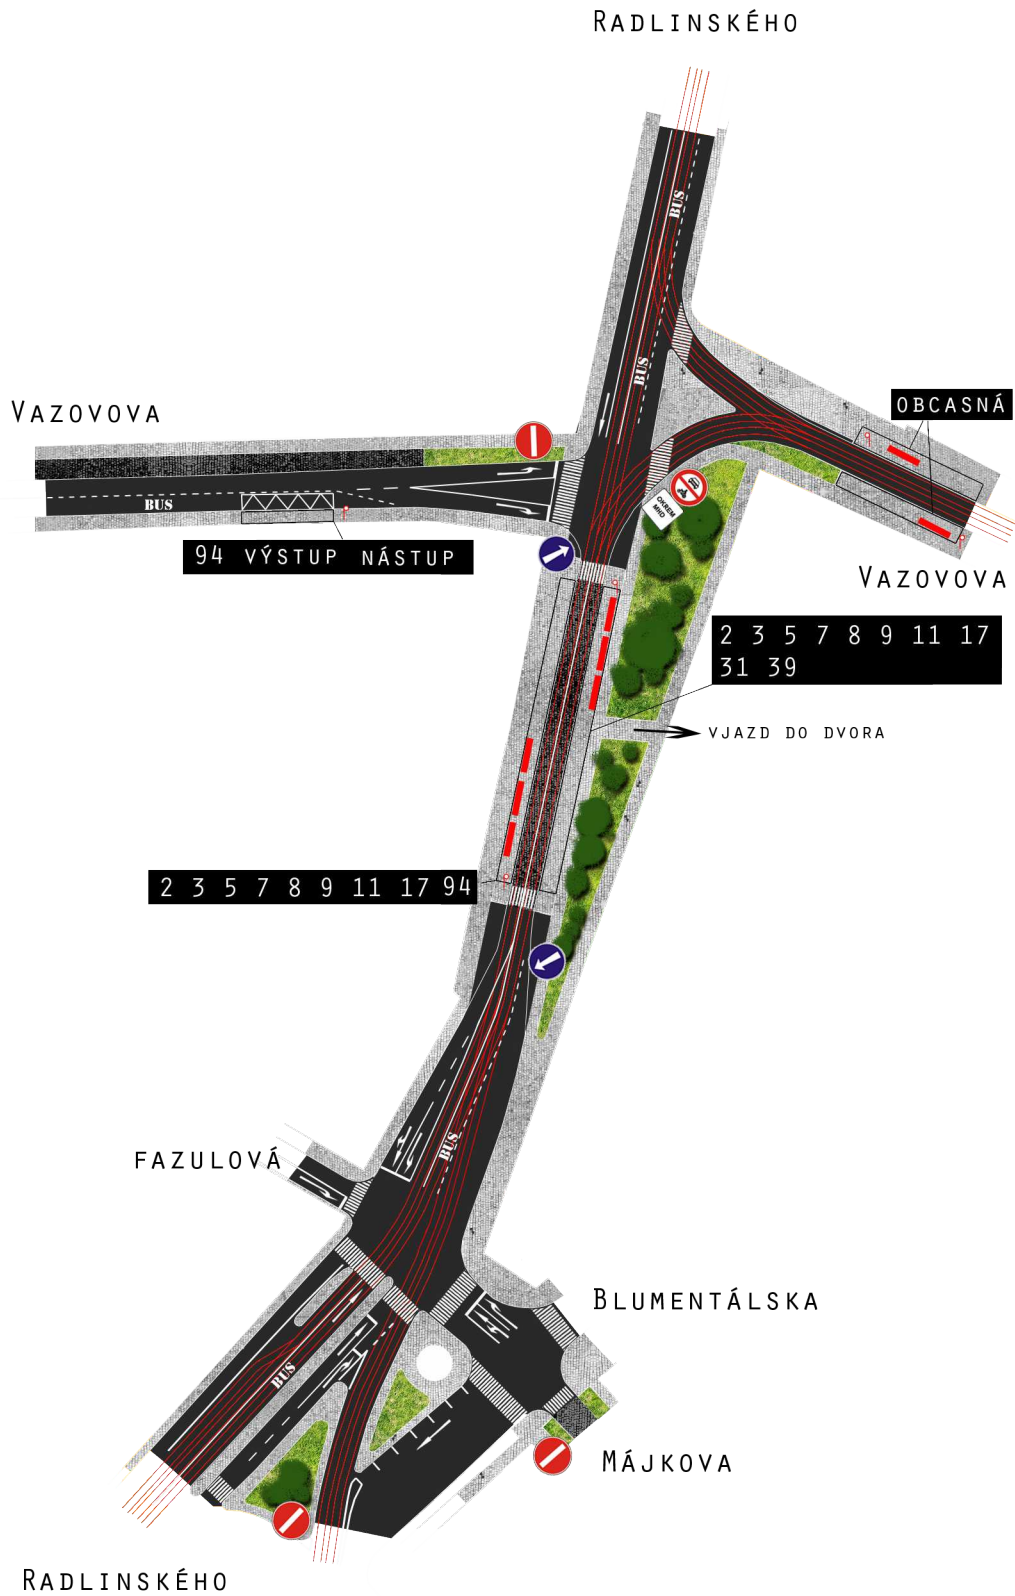 RADLINSKÉHO
BUS
BUS
VAZOVOVA
OBCASNÁ
BUS
OKREM
MHD
94 VÝSTUP NÁSTUP
VAZOVOVA
2 3 5 7 8 9 11 17
31 39
VJAZD DO DVORA
2 3 5 7 8 9 11 17 94
BUS
FAZULOVÁ
BLUMENTÁLSKA
BUS
MÁJKOVA
RADLINSKÉHO